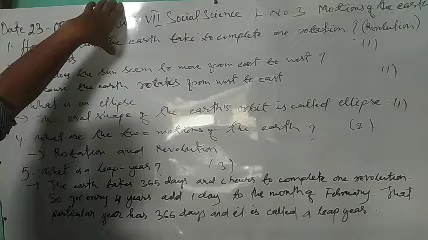 Date 23-0 VII Social Science L No 3 Motions of the earth
1. the earth take to complete one rotation? (Revolution)
(1)
the sun seem to move from east to west? (1)
the earth rotates from west to east
What is an ellipse
→ The oval shape of the earth's orbit is called ellipse (1)
4. What are the two motions of the earth? (2)
→ Rotation and Revolution
5. What is a leap year? (3)
→ The earth takes 365 days and 6 hours to complete one revolution.
So for every 4 years add 1 day to the month of February That
particular year has 366 days and it is called a leap year.